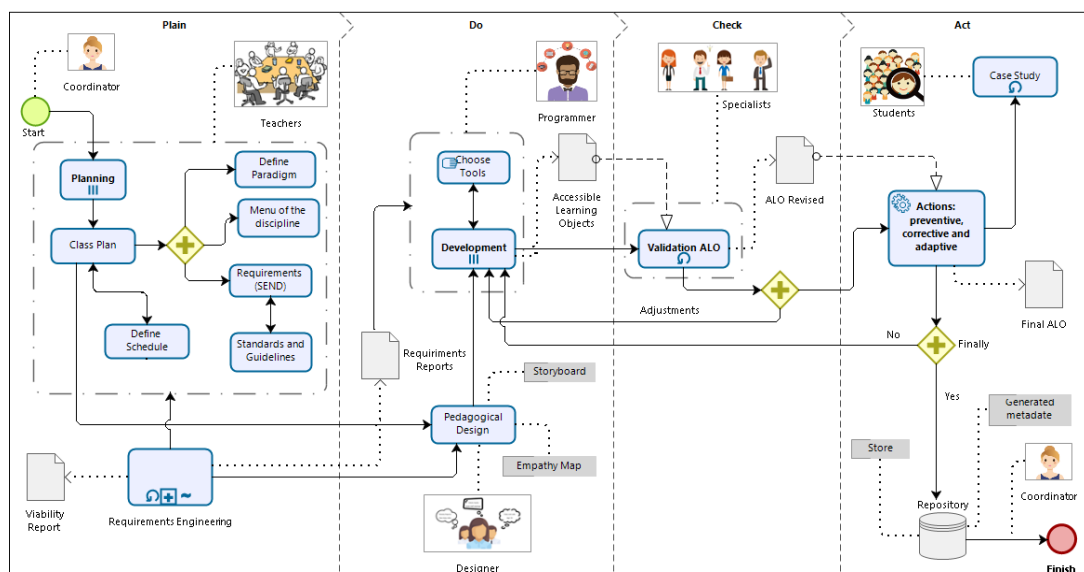 Plain
Do
Check
Act
Coordinator
Start
Teachers
Programmer
Specialists
Students
Case Study
Planning
Define
Paradigm
Menu of the
discipline
Class Plan
Requirements
(SEND)
Define
Schedule
Standards and
Guidelines
Choose
Tools
Development
Accessible
Learning
Objects
Validation ALO
ALO Revised
Adjustments
Actions:
preventive,
corrective and
adaptive
Final ALO
No
Finally
Yes
Requiriments
Reports
Storyboard
Pedagogical
Design
Empathy Map
Designer
Viability
Report
Requirements Engineering
Generated
metadate
Store
Coordinator
Repository
Finish